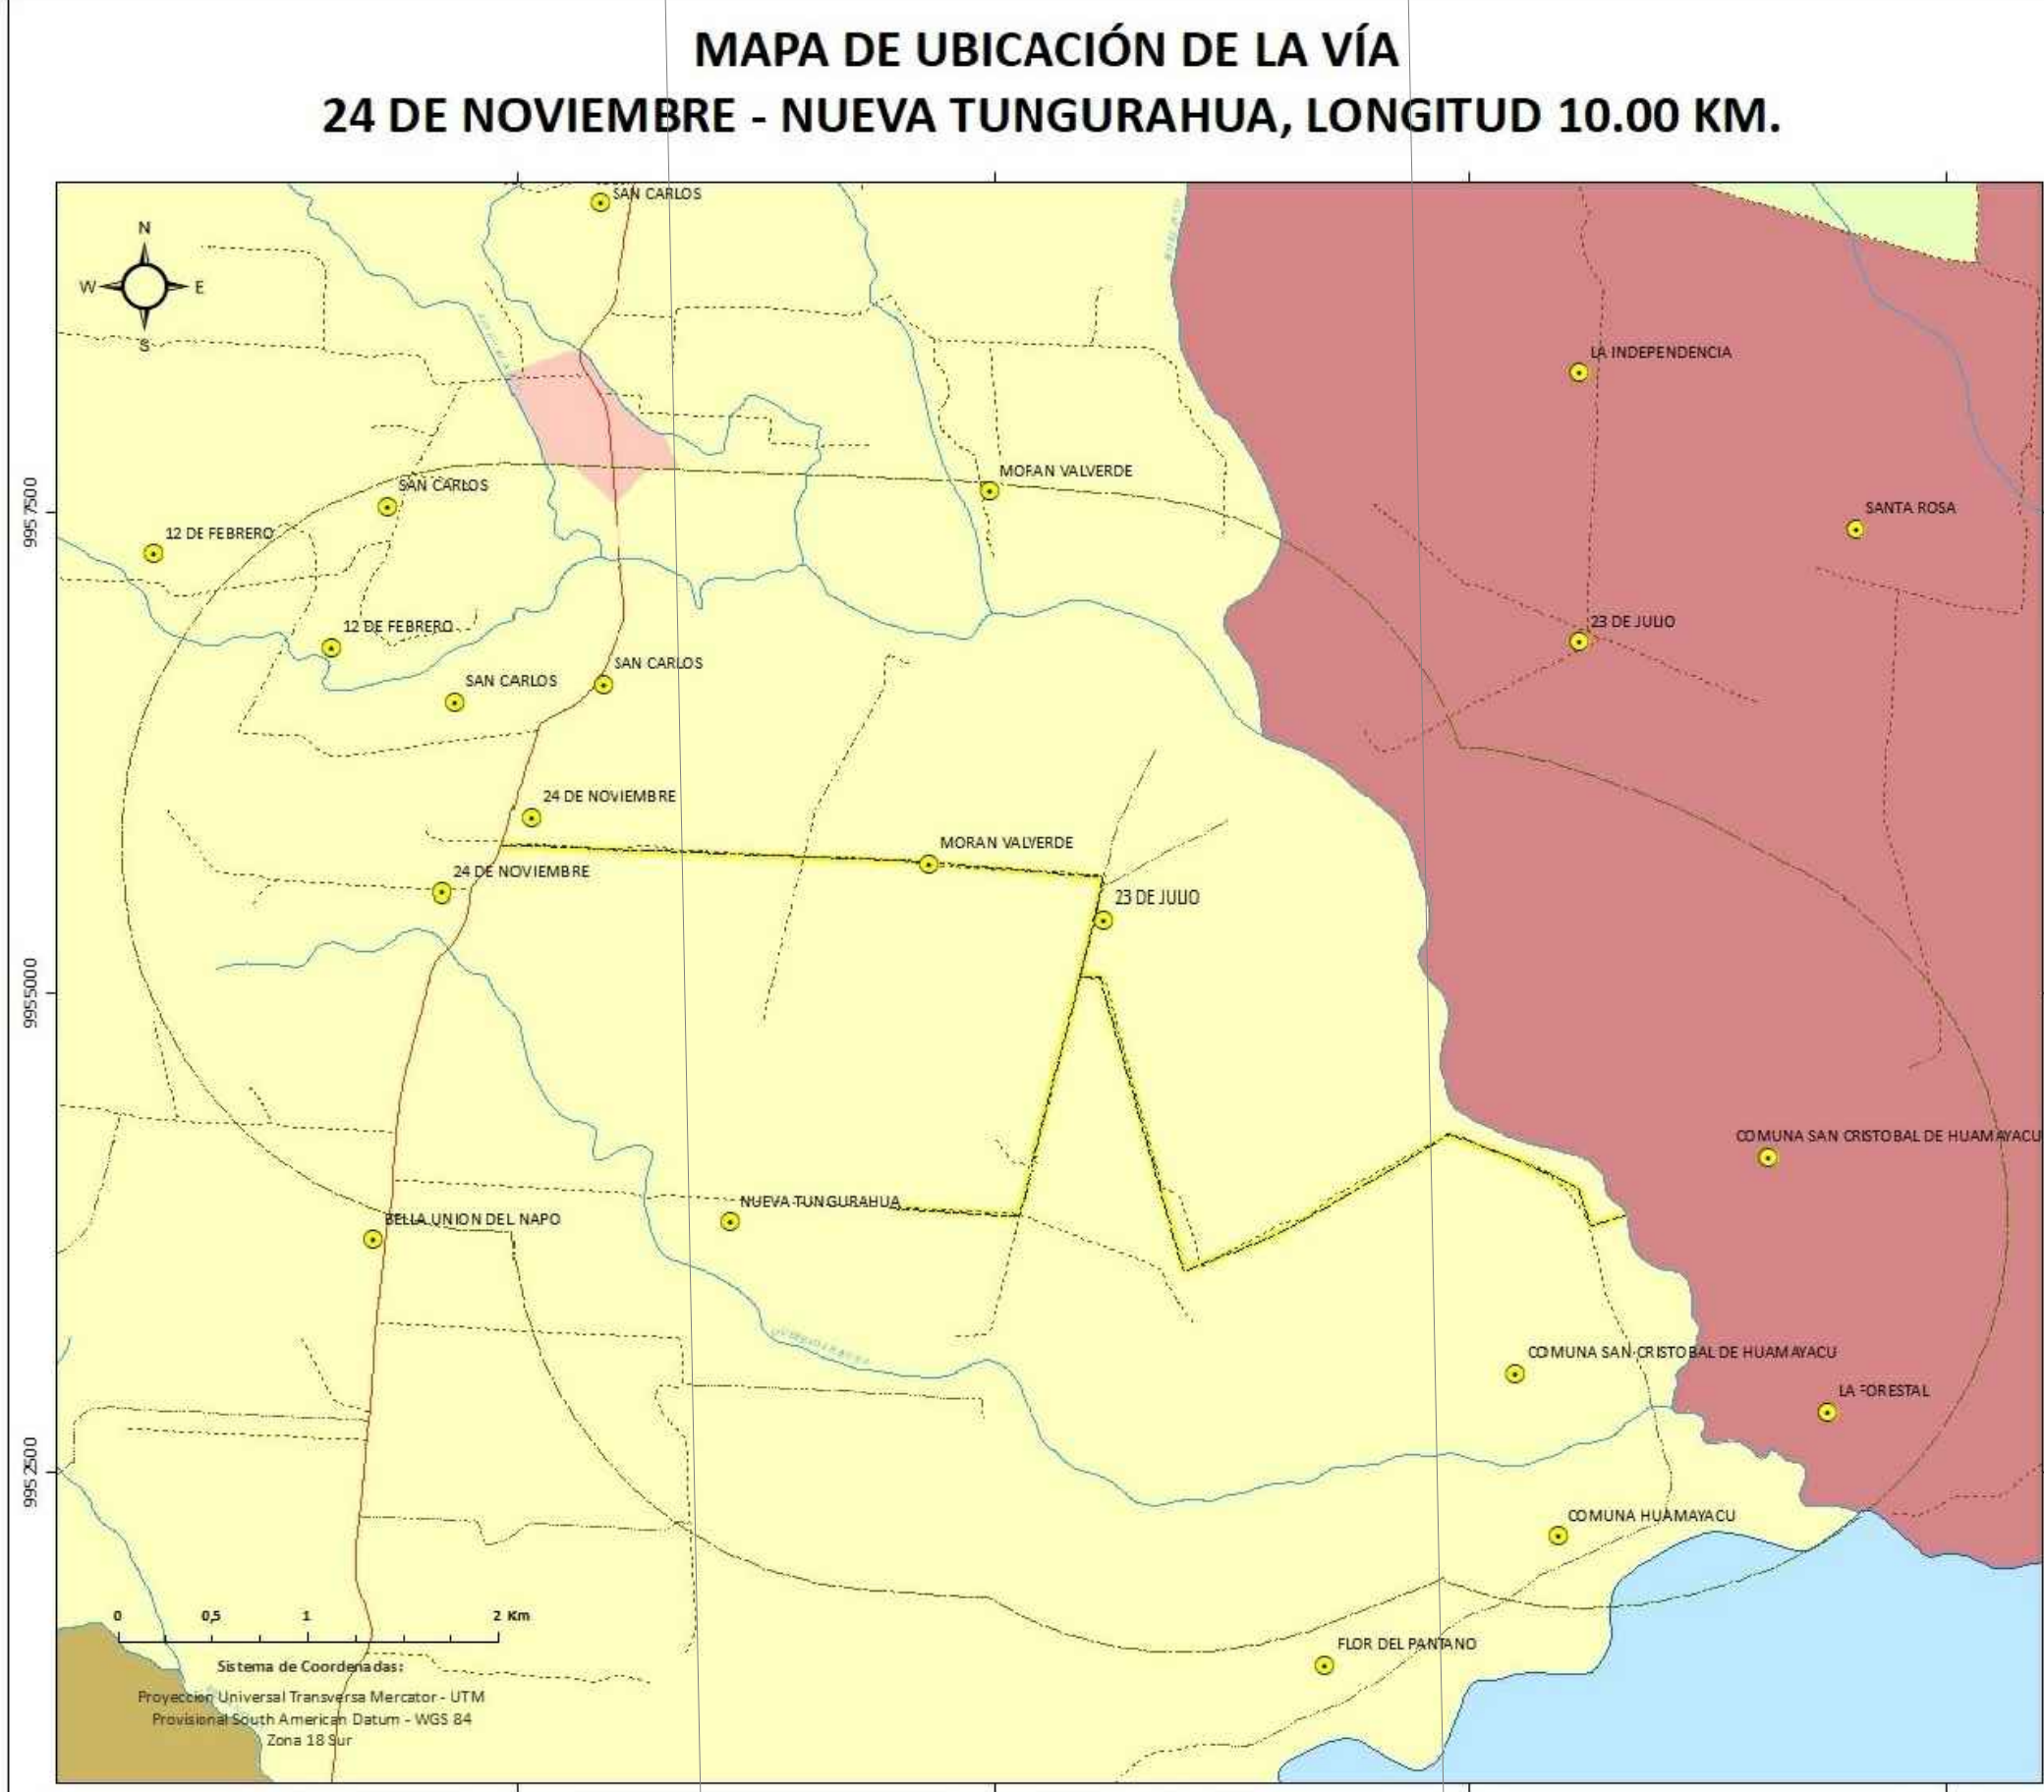 MAPA DE UBICACIÓN DE LA VÍA
24 DE NOVIEMBRE - NUEVA TUNGURAHUA, LONGITUD 10.00 KM.
SAN CARLOS
N
W
E
S
LA INDEPENDENCIA
MORAN VALVERDE
SAN CARLOS
SANTA ROSA
9957500
12 DE FEBRERO
23 DE JULIO
12 DE FEBRERO
SAN CARLOS
SAN CARLOS
24 DE NOVIEMBRE
MORAN VALVERDE
24 DE NOVIEMBRE
23 DE JULIO
9955000
COMUNA SAN CRISTOBAL DE HUAMAYACU
NUEVA TUNGURAHUA
BELLA UNION DEL NAPO
COMUNA SAN CRISTOBAL DE HUAMAYACU
LA FORESTAL
9952500
COMUNA HUAMAYACU
0 0,5 1 2 Km
FLOR DEL PANTANO
Sistema de Coordenadas:
Proyección Universal Transversa Mercator - UTM
Provisional South American Datum - WGS 84
Zona 18 Sur